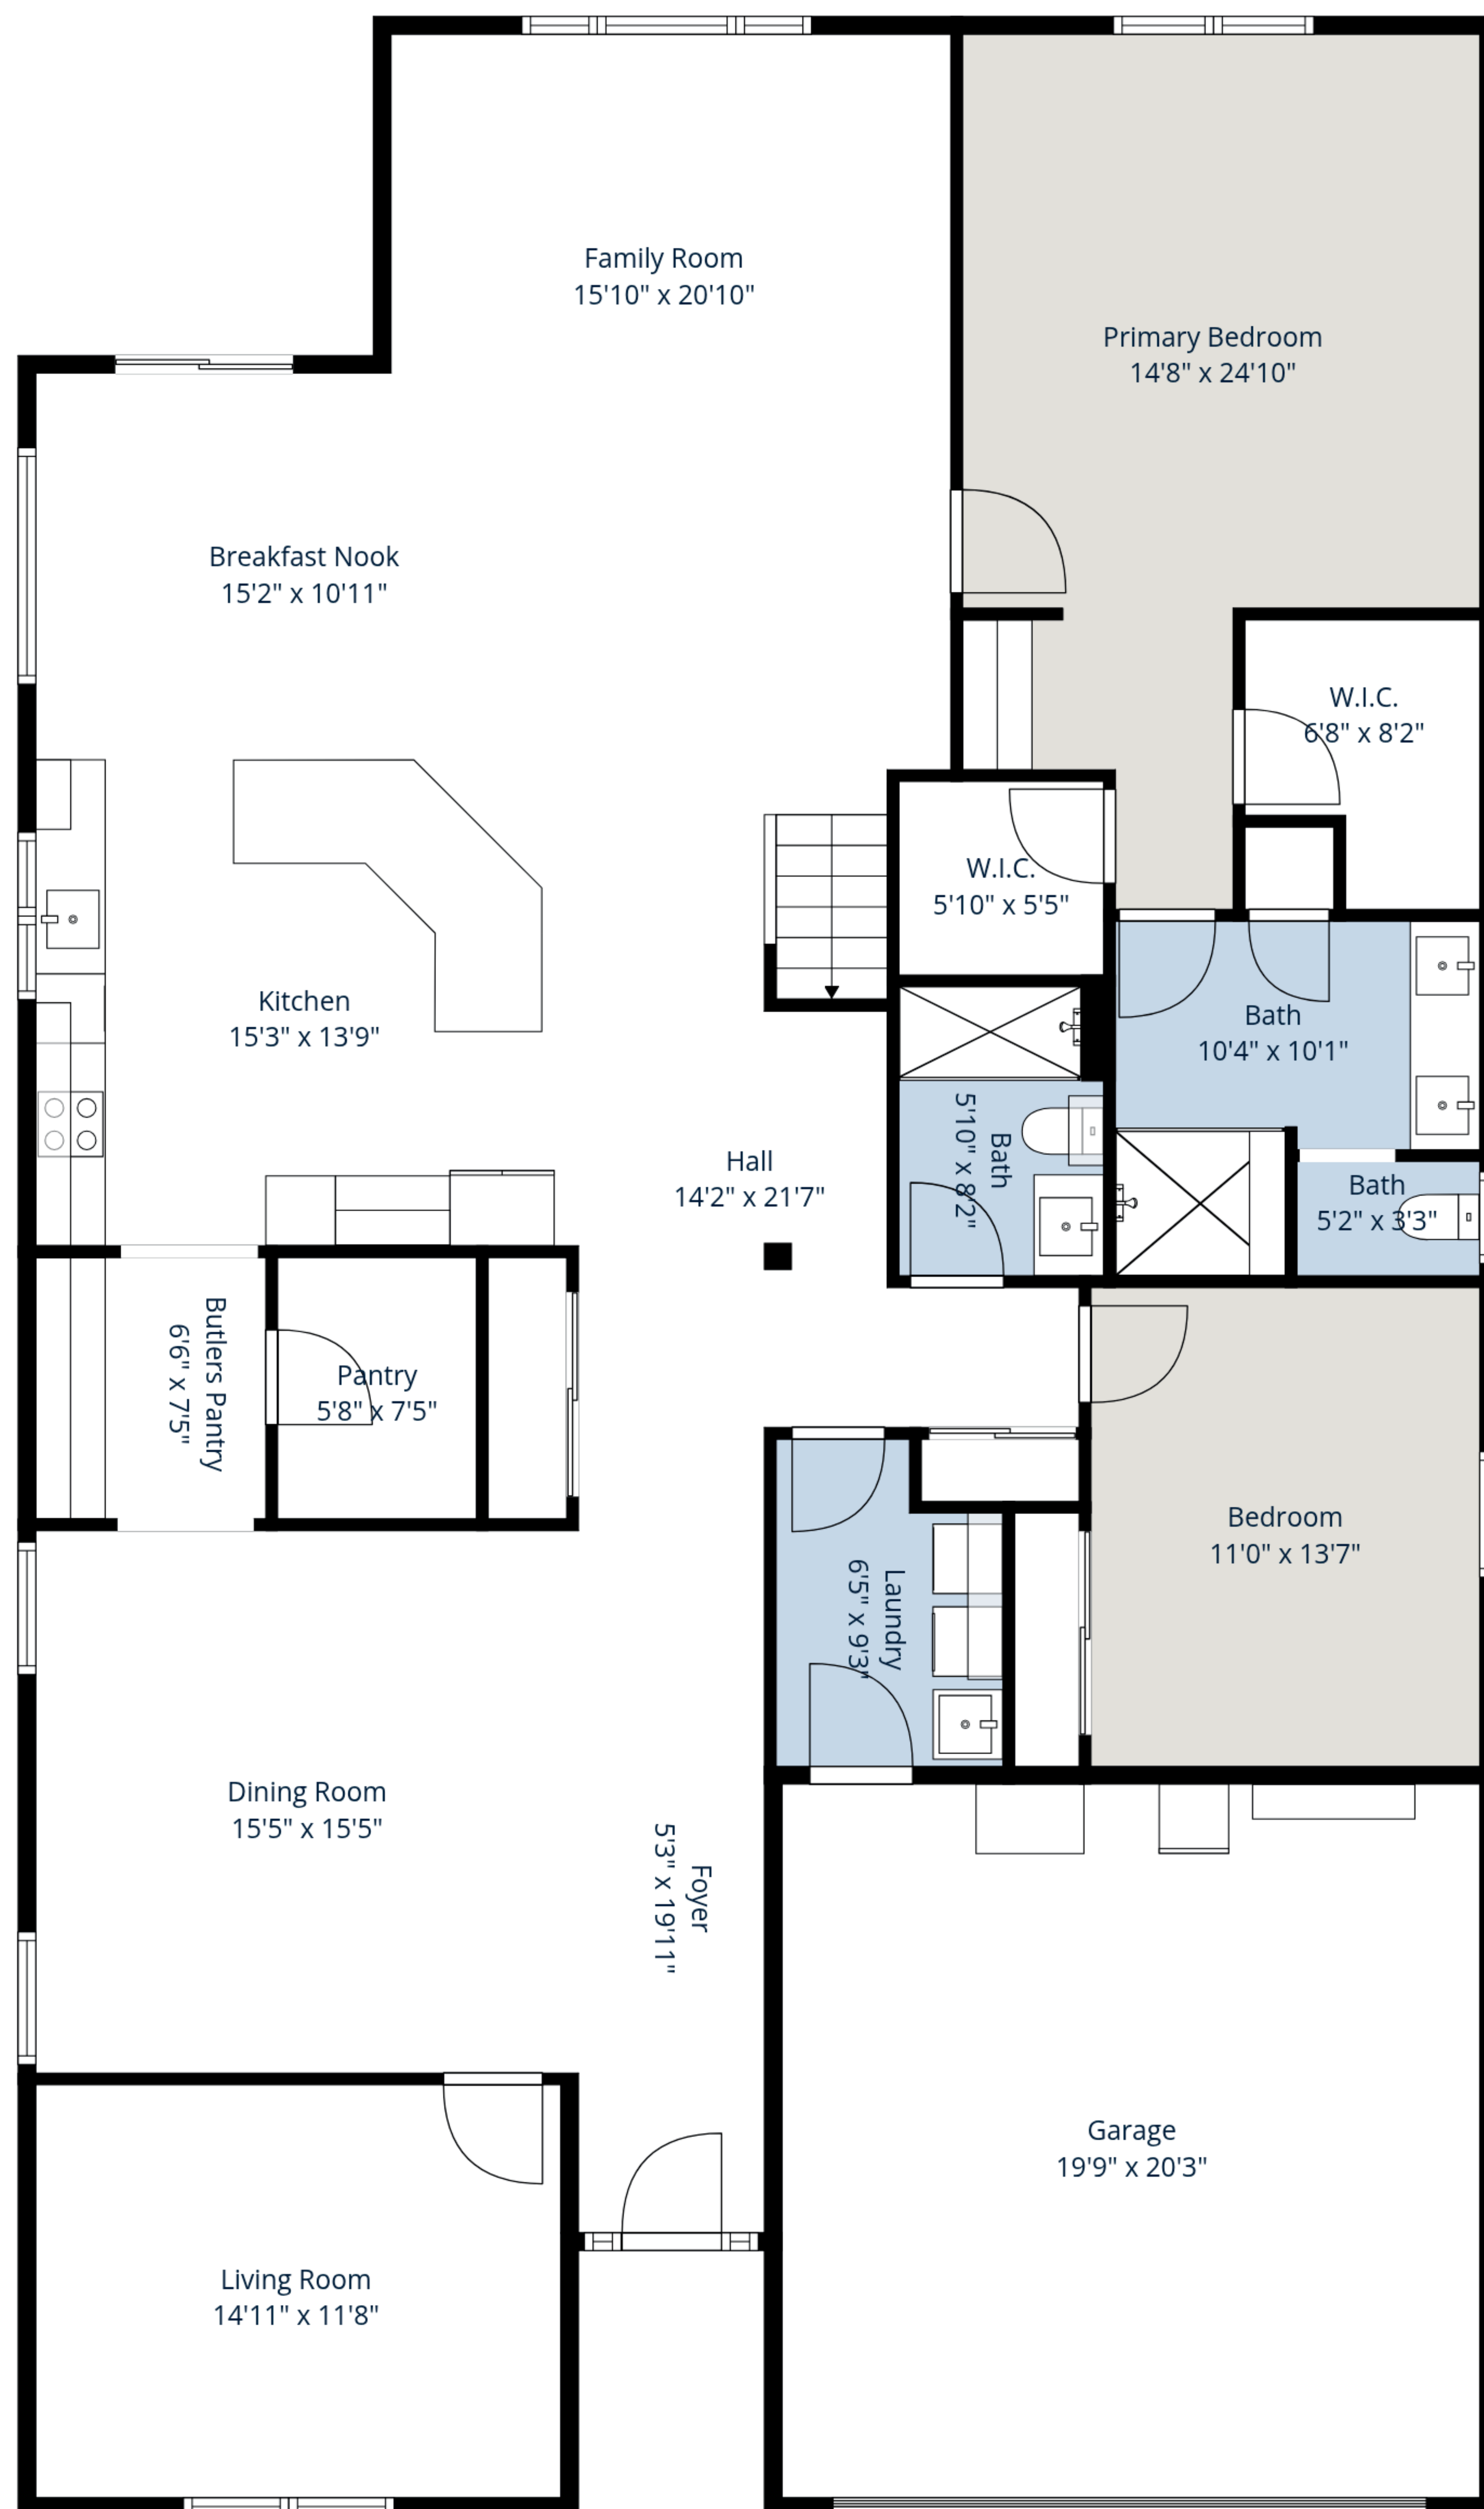 Family Room
15'10" x 20'10"
Primary Bedroom
14'8" x 24'10"
Breakfast Nook
15'2" x 10'11"
W.I.C.
6'8" x 8'2"
W.I.C.
5'10" x 5'5"
Kitchen
15'3" x 13'9"
Bath
10'4" x 10'1"
Bath
5'10" x 8'2"
Hall
14'2" x 21'7"
Bath
5'2" x 3'3"
Butlers Pantry
6'6" x 7'5"
Pantry
5'8" x 7'5"
Bedroom
11'0" x 13'7"
Laundry
6'5" x 9'3"
Dining Room
15'5" x 15'5"
Foyer
5'3" x 19'11"
Garage
19'9" x 20'3"
Living Room
14'11" x 11'8"